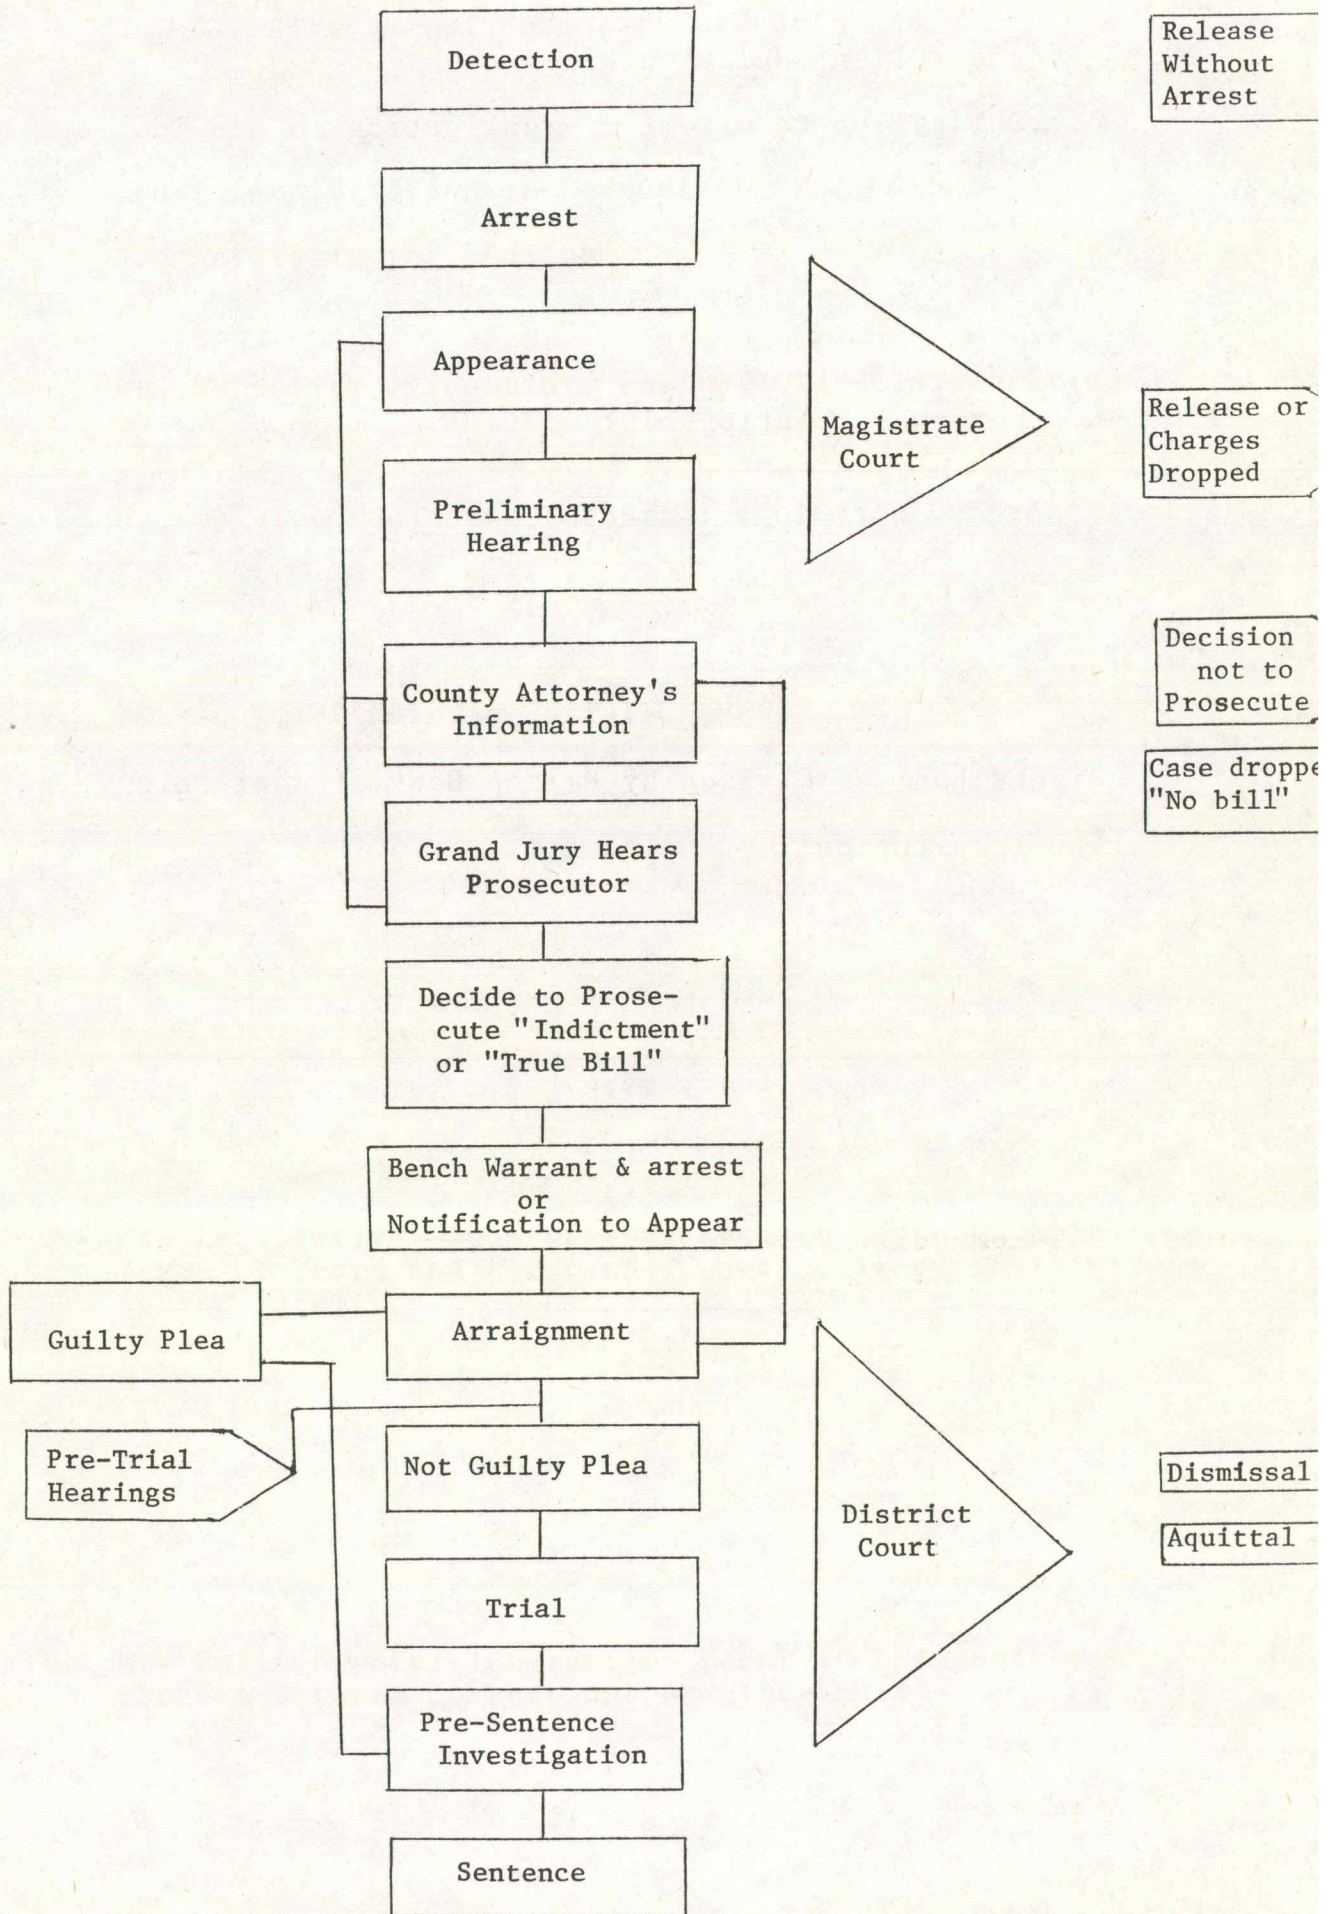 Detection
Release
Without
Arrest
Arrest
Appearance
Magistrate
Court
Release or
Charges
Dropped
Preliminary
Hearing
County Attorney's
Information
Decision
not to
Prosecute
Case droppe
"No bill"
Grand Jury Hears
Prosecutor
Decide to Prose-
cute "Indictment"
or "True Bill"
Bench Warrant & arrest
or
Notification to Appear
Guilty Plea
Arraignment
Pre-Trial
Hearings
Not Guilty Plea
District
Court
Dismissal
Aquittal
Trial
Pre-Sentence
Investigation
Sentence